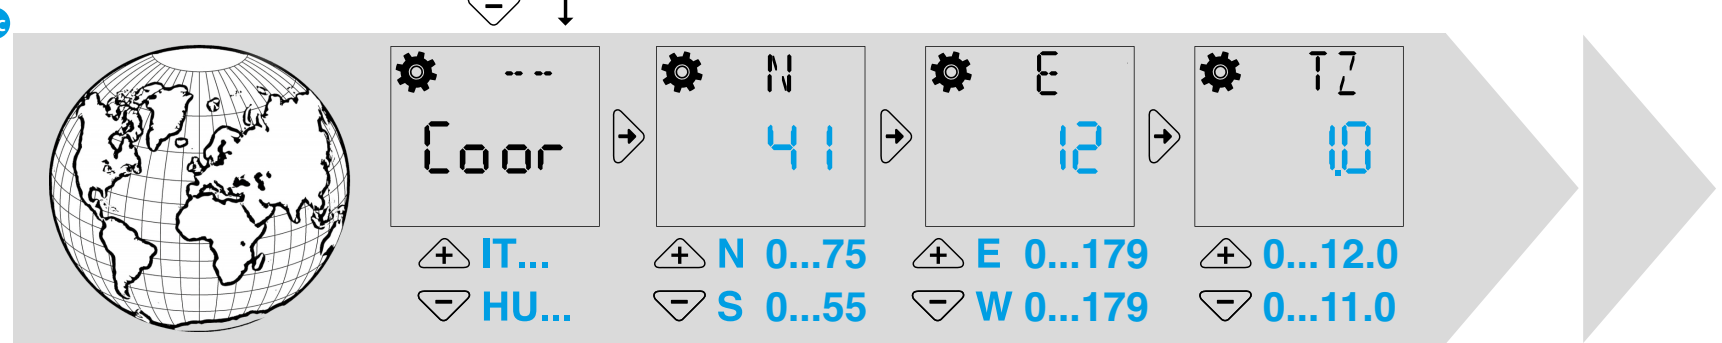 c
-- N E TZ
Coor 41 12 1.0
+ IT... + N 0...75 + E 0...179 + 0...12.0
- HU... - S 0...55 - W 0...179 - 0...11.0